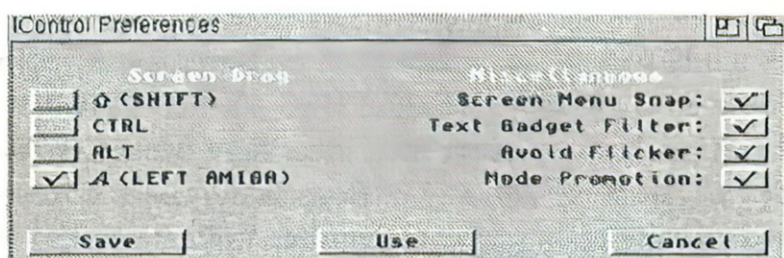 IControl Preferences
Screen Drag
Miscellaneous
⇧ (SHIFT)
CTRL
ALT
A (LEFT AMIGA)
Screen Menu Snap:
Text Gadget Filter:
Avoid Flicker:
Mode Promotion:
Save
Use
Cancel